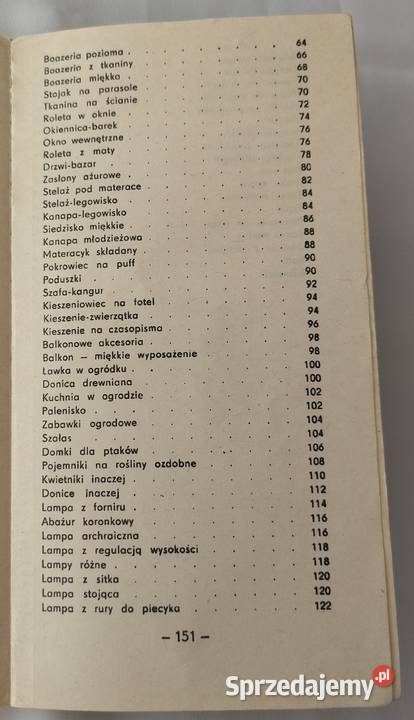 Boazeria pozioma . . . . . . . 64
Boazeria z tkaniny . . . . . . . 66
Boazeria miękka . . . . . . . 68
Stojak na parasole . . . . . . . 70
Tkanina na ścianie . . . . . . . 70
Roleta w oknie . . . . . . . 72
Okiennica-barek . . . . . . . 74
Okno wewnętrzne . . . . . . . 76
Roleta z maty . . . . . . . 76
Drzwi-bazar . . . . . . . 78
Zasłony ażurowe . . . . . . . 80
Stelaż pod materace . . . . . . . 82
Stelaż-legowisko . . . . . . . 84
Kanapa-legowisko . . . . . . . 84
Siedzisko miękkie . . . . . . . 86
Kanapa młodzieżowa . . . . . . . 88
Materacyk składany . . . . . . . 88
Pokrowiec na puff . . . . . . . 90
Poduszki . . . . . . . 90
Szafa-kangur . . . . . . . 92
Kieszeniowiec na fotel . . . . . . . 94
Kieszenie-zwierzątka . . . . . . . 94
Kieszenie na czasopisma . . . . . . . 96
Balkonowe akcesoria . . . . . . . 98
Balkon – miękkie wyposażenie . . . . . . 98
Ławka w ogródku . . . . . . . 100
Donica drewniana . . . . . . . 100
Kuchnia w ogrodzie . . . . . . . 102
Palenisko . . . . . . . 102
Zabawki ogrodowe . . . . . . . 104
Szałas . . . . . . . 104
Domki dla ptaków . . . . . . . 106
Pojemniki na rośliny ozdobne . . . . . . 108
Kwietniki inaczej . . . . . . . 110
Donice inaczej . . . . . . . 112
Lampa z forniru . . . . . . . 114
Abażur koronkowy . . . . . . . 116
Lampa archraiczna . . . . . . . 116
Lampa z regulacją wysokości . . . . . . 118
Lampy różne . . . . . . . 118
Lampa z sitka . . . . . . . 120
Lampa stojąca . . . . . . . 120
Lampa z rury do piecyka . . . . . . 122
– 151 –
Sprzedajemy.pl